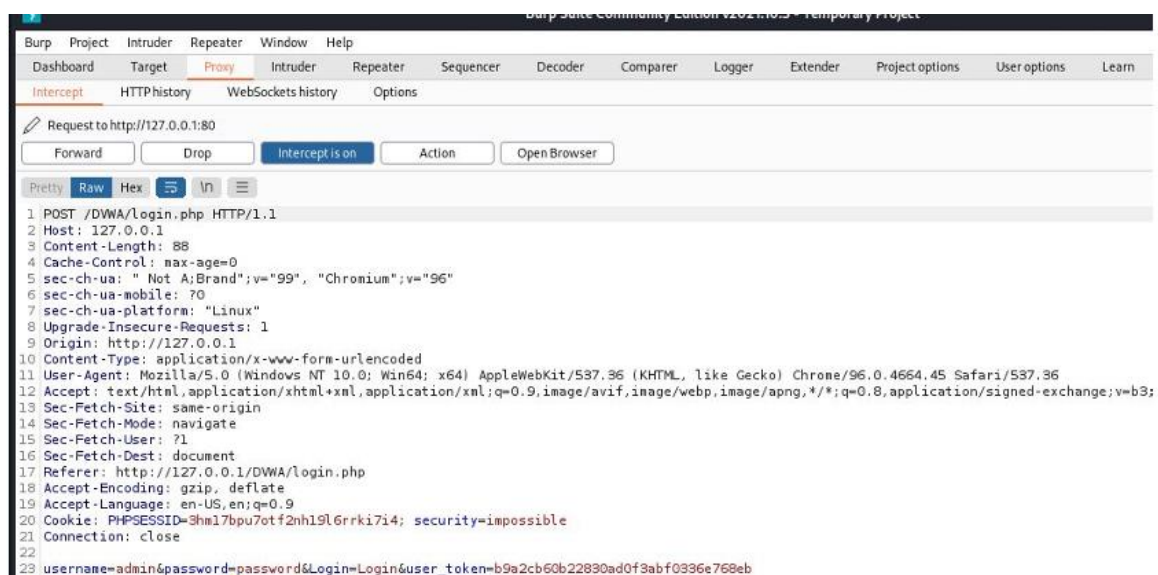 Burp Suite Community Edition v2021.10.3 - Temporary Project
Burp Project Intruder Repeater Window Help
Dashboard Target Proxy Intruder Repeater Sequencer Decoder Comparer Logger Extender Project options User options Learn
Intercept HTTP history WebSockets history Options
Request to http://127.0.0.1:80
Forward Drop Intercept is on Action Open Browser
Pretty Raw Hex \n
1 POST /DVWA/login.php HTTP/1.1
2 Host: 127.0.0.1
3 Content-Length: 88
4 Cache-Control: max-age=0
5 sec-ch-ua: " Not A;Brand";v="99", "Chromium";v="96"
6 sec-ch-ua-mobile: ?0
7 sec-ch-ua-platform: "Linux"
8 Upgrade-Insecure-Requests: 1
9 Origin: http://127.0.0.1
10 Content-Type: application/x-www-form-urlencoded
11 User-Agent: Mozilla/5.0 (Windows NT 10.0; Win64; x64) AppleWebKit/537.36 (KHTML, like Gecko) Chrome/96.0.4664.45 Safari/537.36
12 Accept: text/html,application/xhtml+xml,application/xml;q=0.9,image/avif,image/webp,image/apng,*/*;q=0.8,application/signed-exchange;v=b3;
13 Sec-Fetch-Site: same-origin
14 Sec-Fetch-Mode: navigate
15 Sec-Fetch-User: ?1
16 Sec-Fetch-Dest: document
17 Referer: http://127.0.0.1/DVWA/login.php
18 Accept-Encoding: gzip, deflate
19 Accept-Language: en-US,en;q=0.9
20 Cookie: PHPSESSID=3hm17bpu7otf2nh19l6rrki7i4; security=impossible
21 Connection: close
22
23 username=admin&password=password&Login=Login&user_token=b9a2cb60b22830ad0f3abf0336e768eb